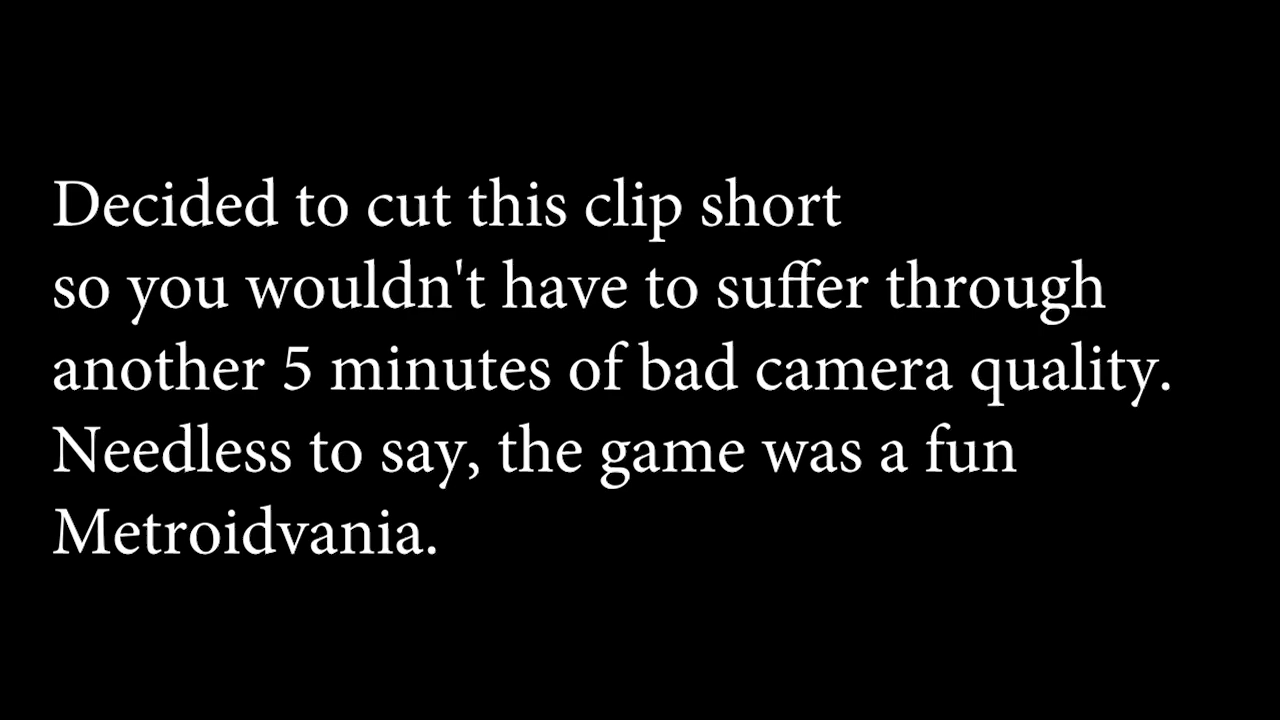 Decided to cut this clip short
so you wouldn't have to suffer through
another 5 minutes of bad camera quality.
Needless to say, the game was a fun
Metroidvania.